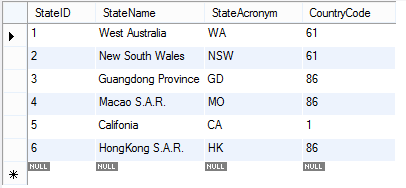 StateID StateName StateAcronym CountryCode
1 West Australia WA 61
2 New South Wales NSW 61
3 Guangdong Province GD 86
4 Macao S.A.R. MO 86
5 Califonia CA 1
6 HongKong S.A.R. HK 86
NULL NULL NULL NULL